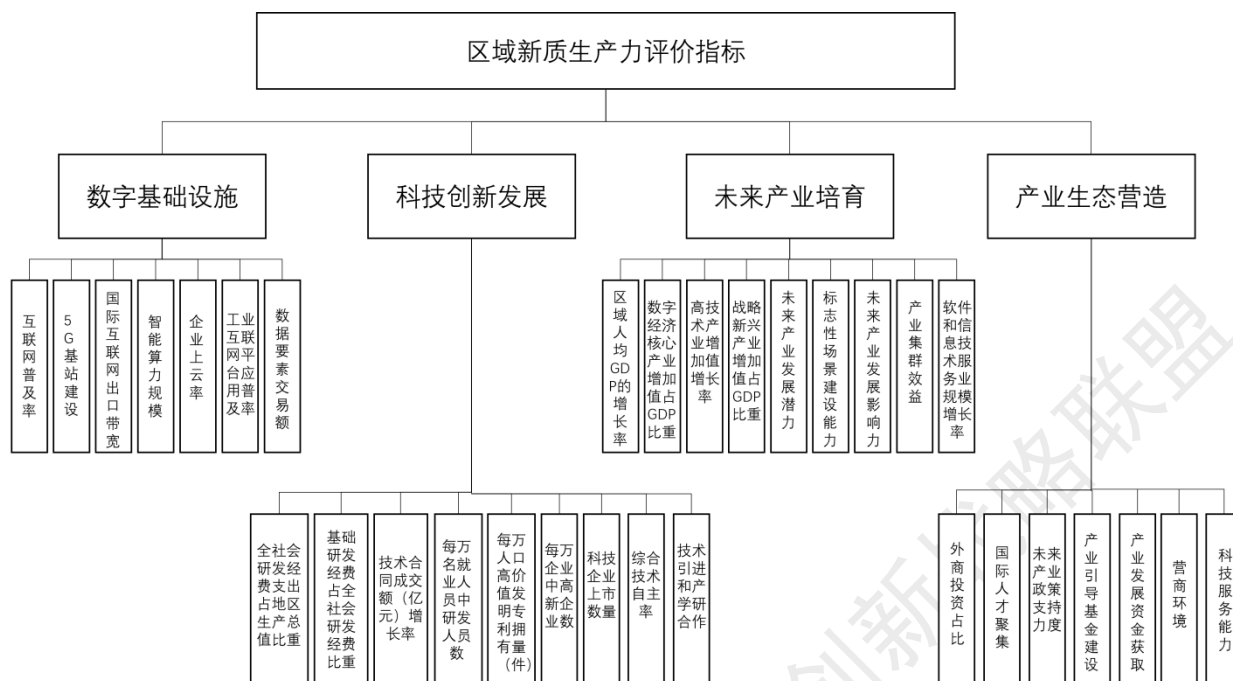 区域新质生产力评价指标
数字基础设施
科技创新发展
未来产业培育
产业生态营造
互联网普及率
5G基站建设
国际互联网出口带宽
智能算力规模
企业上云率
工业互联网平台应用普及率
数据要素交易额
区域人均GDP的增长率
数字经济核心产业增加值占GDP比重
高技术产业增加值增长率
战略新兴产业增加值占GDP比重
未来产业发展潜力
标志性场景建设能力
未来产业发展影响力
产业集群效益
软件和信息技术服务业规模增长率
全社会研发经费支出占地区生产总值比重
基础研发经费占全社会研发经费比重
技术合同成交额（亿元）增长率
每万名就业人员中研发人员数
每万人口高价值发明专利拥有量（件）
每万企业中高新企业数
科技企业上市数量
综合技术自主率
技术引进和产学研合作
外商投资占比
国际人才聚集
未来产业政策支持力度
产业引导基金建设
产业发展资金获取
营商环境
科技服务能力
创新战略联盟